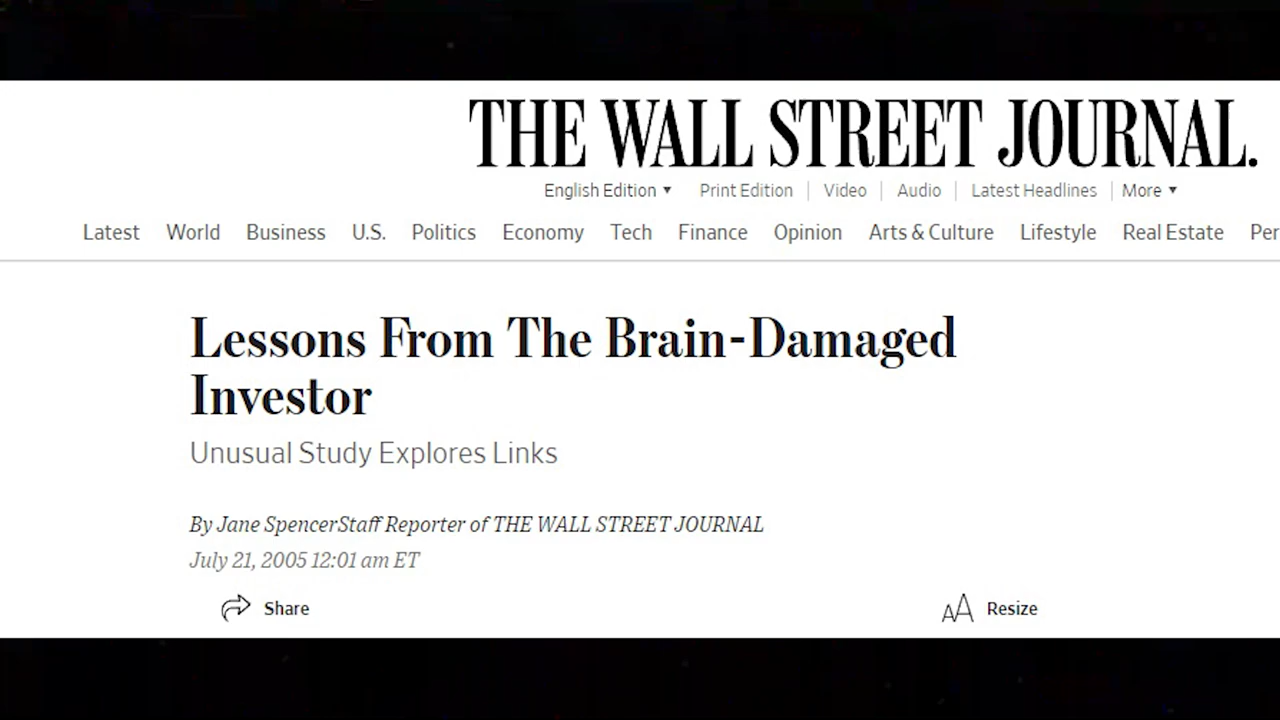 THE WALL STREET JOURNAL.
English Edition ▼ Print Edition | Video | Audio | Latest Headlines | More ▼
Latest World Business U.S. Politics Economy Tech Finance Opinion Arts & Culture Lifestyle Real Estate Per
Lessons From The Brain-Damaged
Investor
Unusual Study Explores Links
By Jane SpencerStaff Reporter of THE WALL STREET JOURNAL
July 21, 2005 12:01 am ET
Share
AA Resize